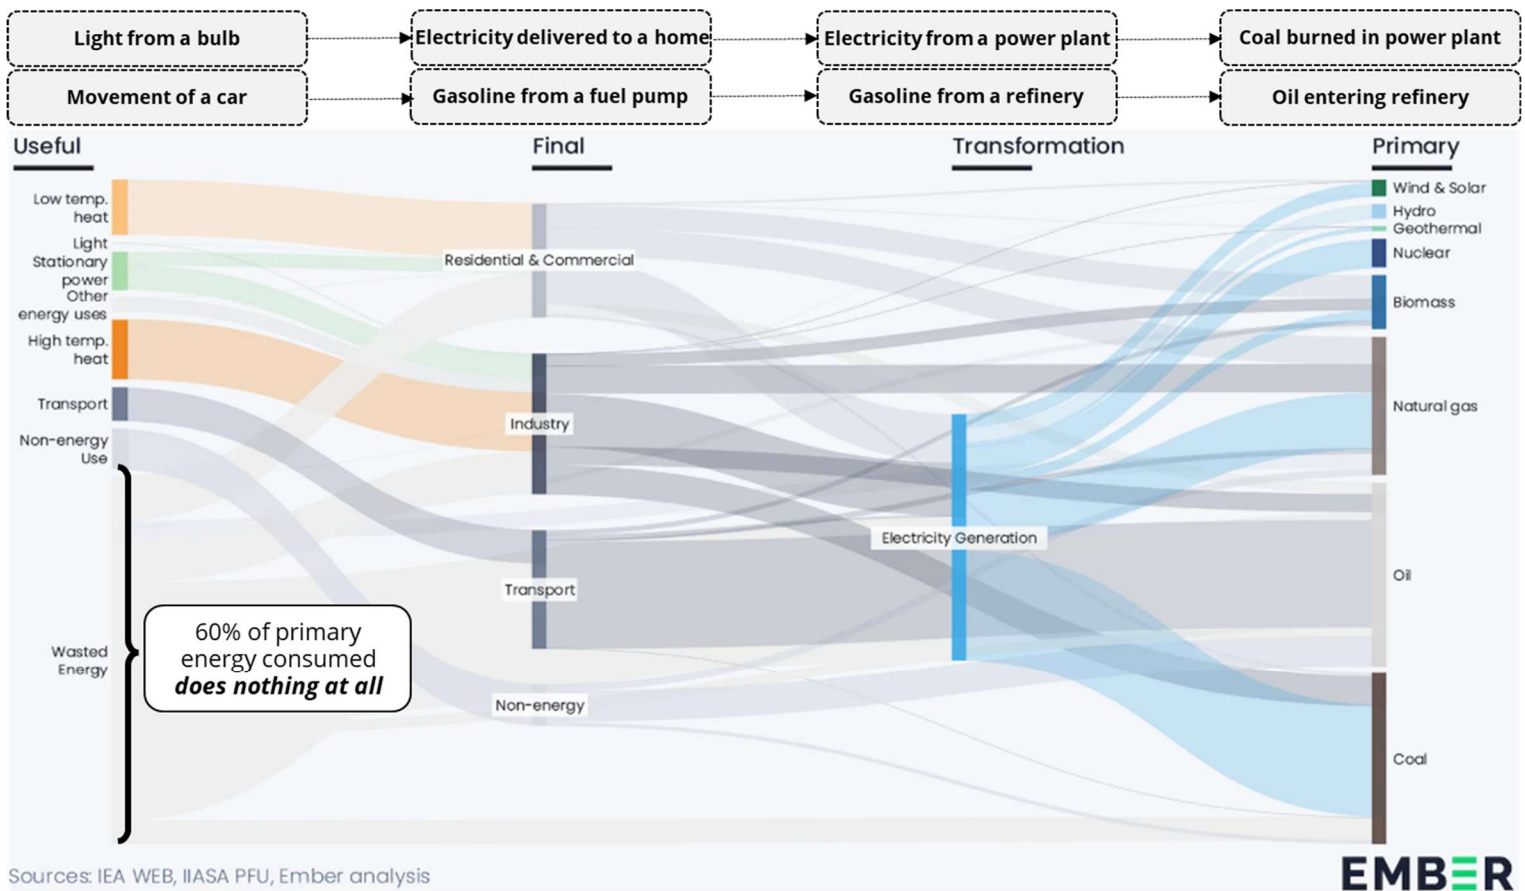 Light from a bulb
Electricity delivered to a home
Electricity from a power plant
Coal burned in power plant
Movement of a car
Gasoline from a fuel pump
Gasoline from a refinery
Oil entering refinery
Useful
Final
Transformation
Primary
Low temp.
heat
Light
Stationary
power
Other
energy uses
High temp.
heat
Transport
Non-energy
Use
Wasted
Energy
60% of primary
energy consumed
does nothing at all
Residential & Commercial
Industry
Transport
Non-energy
Electricity Generation
Wind & Solar
Hydro
Geothermal
Nuclear
Biomass
Natural gas
Oil
Coal
Sources: IEA WEB, IIASA PFU, Ember analysis
EMBER